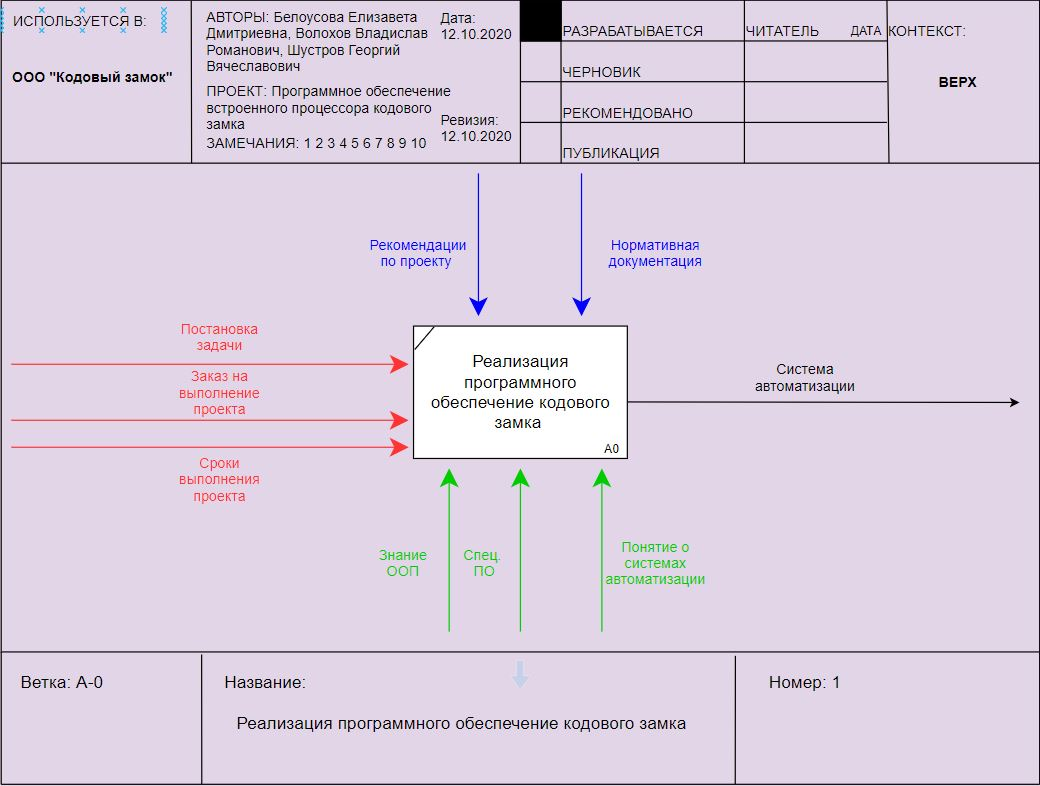 ИСПОЛЬЗУЕТСЯ В:
ООО "Кодовый замок"
АВТОРЫ: Белоусова Елизавета
Дмитриевна, Волохов Владислав
Романович, Шустров Георгий
Вячеславович
ПРОЕКТ: Программное обеспечение
встроенного процессора кодового
замка
ЗАМЕЧАНИЯ: 1 2 3 4 5 6 7 8 9 10
Дата:
12.10.2020
Ревизия:
12.10.2020
РАЗРАБАТЫВАЕТСЯ
ЧЕРНОВИК
РЕКОМЕНДОВАНО
ПУБЛИКАЦИЯ
ЧИТАТЕЛЬ
ДАТА
КОНТЕКСТ:
ВЕРХ
Рекомендации
по проекту
Нормативная
документация
Постановка
задачи
Заказ на
выполнение
проекта
Сроки
выполнения
проекта
Реализация
программного
обеспечение кодового
замка
A0
Система
автоматизации
Знание
ООП
Спец.
ПО
Понятие о
системах
автоматизации
Ветка: А-0
Название:
Реализация программного обеспечение кодового замка
Номер: 1